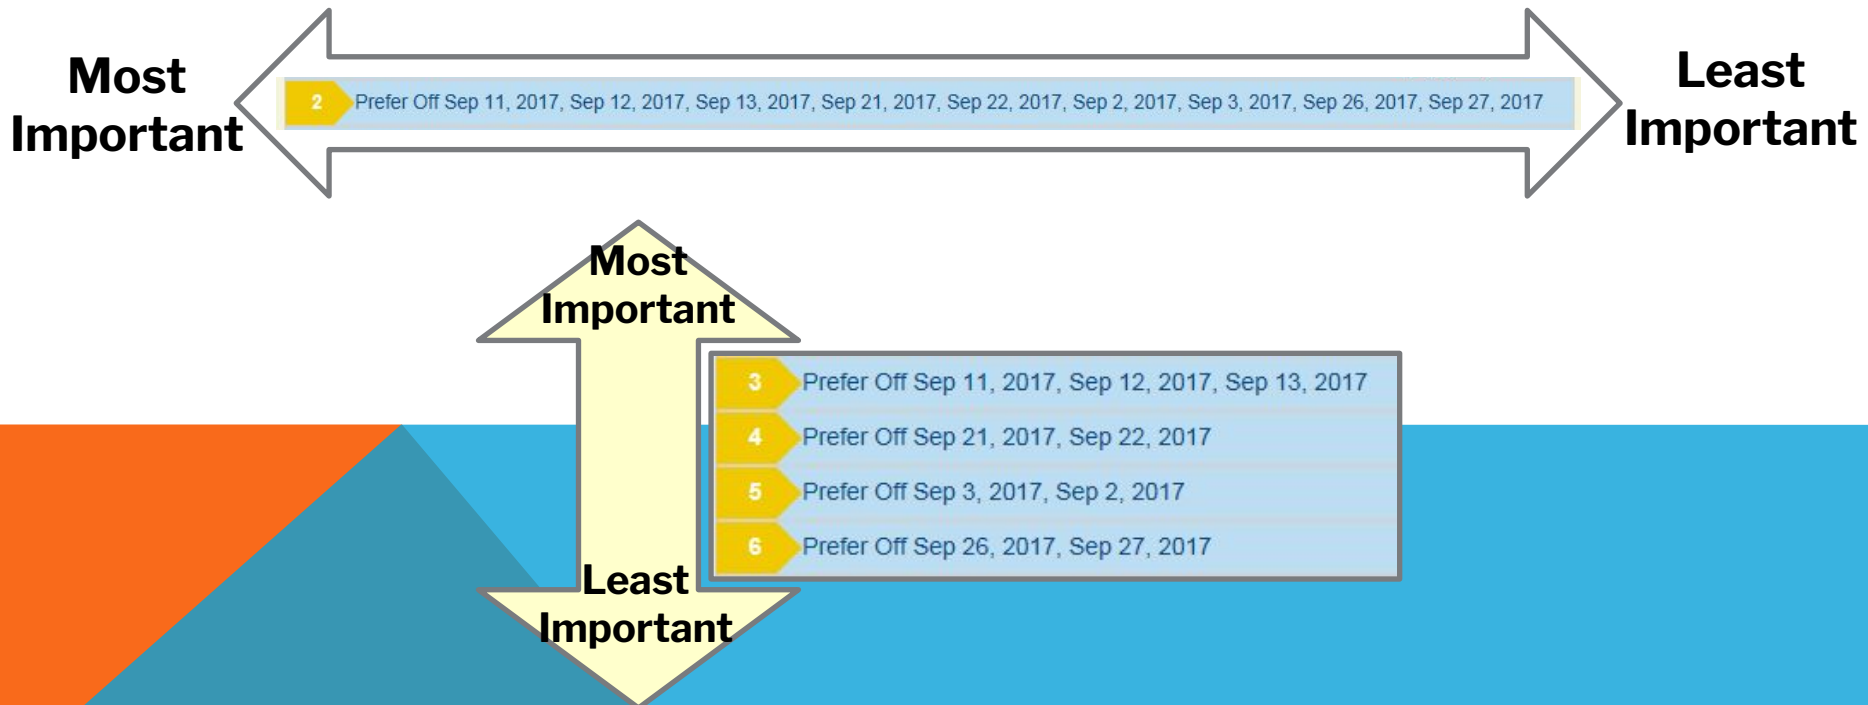 Most
Important
2 Prefer Off Sep 11, 2017, Sep 12, 2017, Sep 13, 2017, Sep 21, 2017, Sep 22, 2017, Sep 2, 2017, Sep 3, 2017, Sep 26, 2017, Sep 27, 2017
Least
Important
Most
Important
3 Prefer Off Sep 11, 2017, Sep 12, 2017, Sep 13, 2017
4 Prefer Off Sep 21, 2017, Sep 22, 2017
5 Prefer Off Sep 3, 2017, Sep 2, 2017
6 Prefer Off Sep 26, 2017, Sep 27, 2017
Least
Important